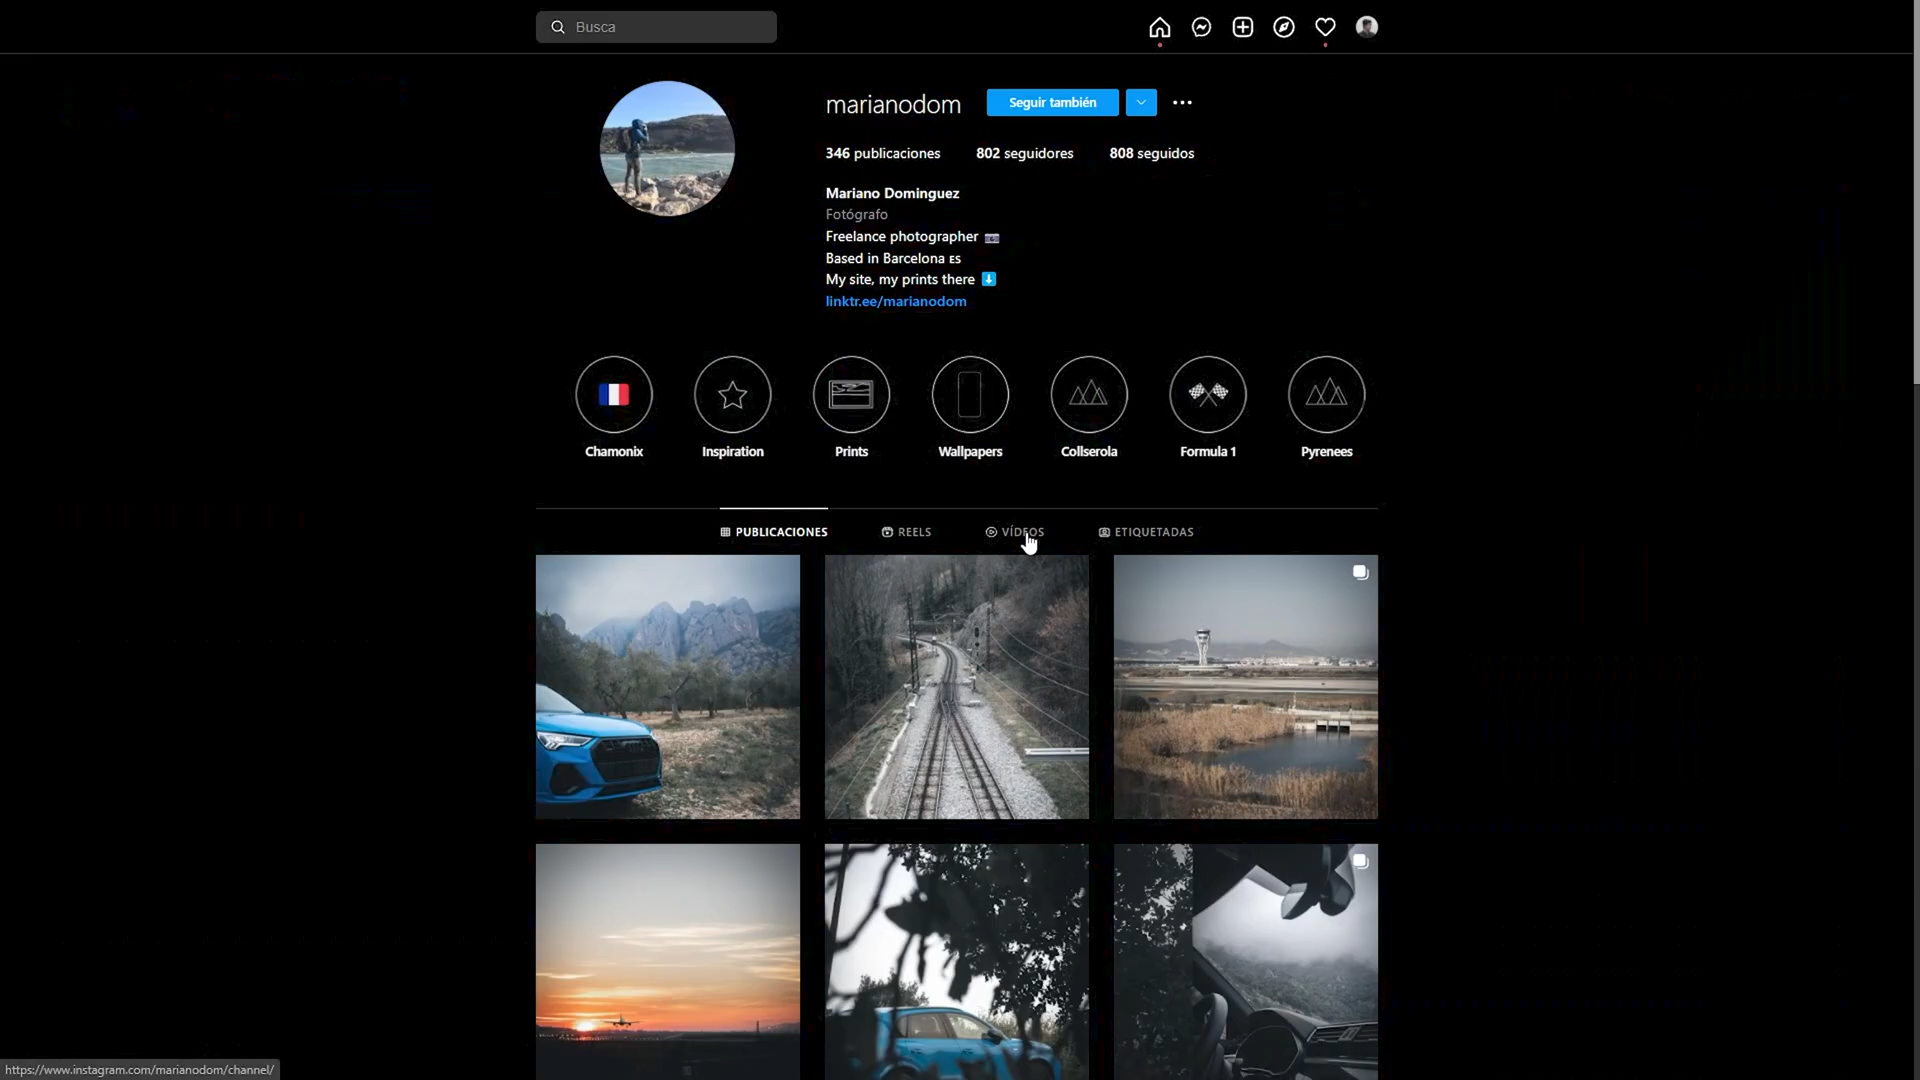 Busca
marianodom
Seguir también
346 publicaciones
802 seguidores
808 seguidos
Mariano Dominguez
Fotógrafo
Freelance photographer
Based in Barcelona ES
My site, my prints there
linktr.ee/marianodom
Chamonix
Inspiration
Prints
Wallpapers
Collserola
Formula 1
Pyrenees
PUBLICACIONES
REELS
VÍDEOS
ETIQUETADAS
https://www.instagram.com/marianodom/channel/